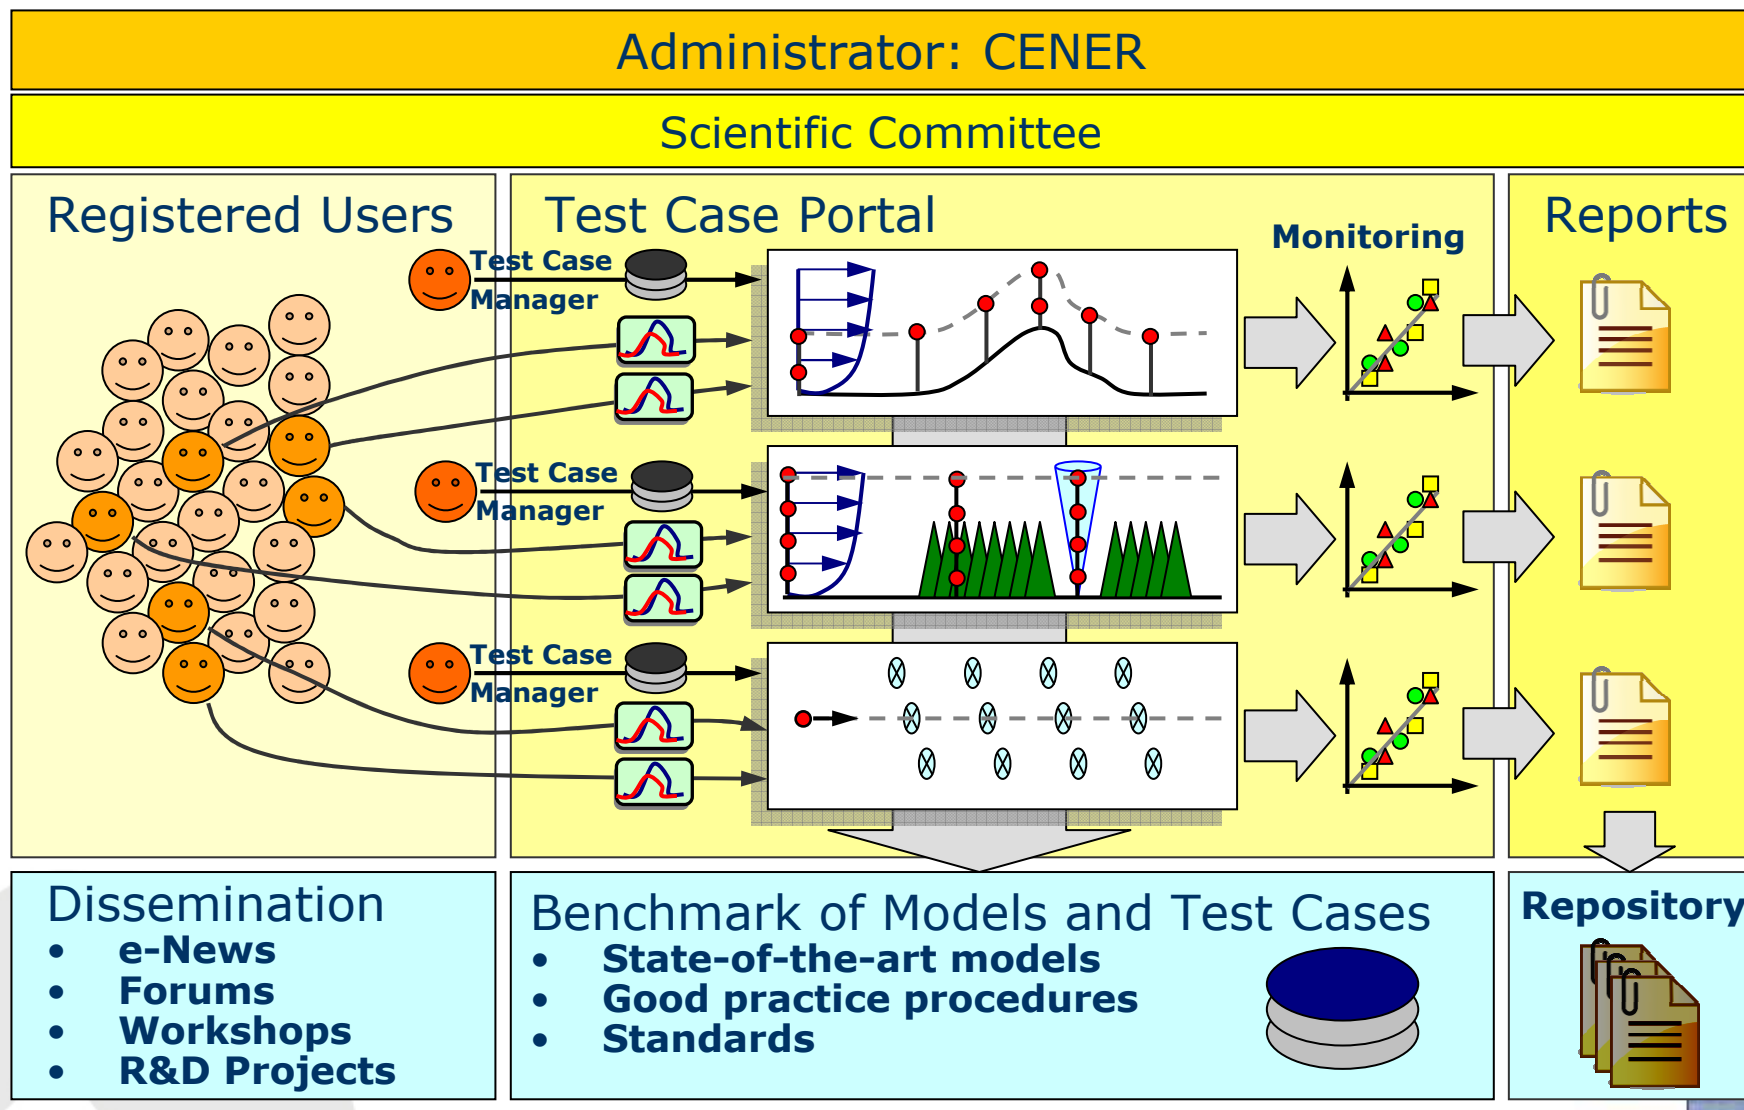 Administrator: CENER
Scientific Committee
Registered Users
Test Case Portal
Reports
Monitoring
Test Case
Manager
Test Case
Manager
Test Case
Manager
Dissemination
• e-News
• Forums
• Workshops
• R&D Projects
Benchmark of Models and Test Cases
• State-of-the-art models
• Good practice procedures
• Standards
Repository